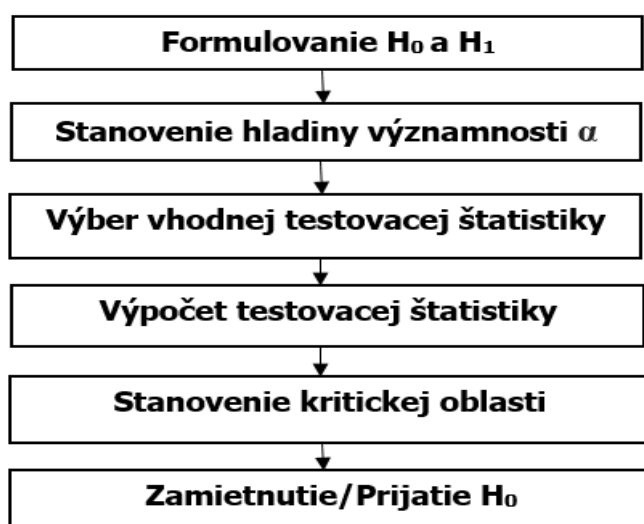 Formulovanie H₀ a H₁
Stanovenie hladiny významnosti α
Výber vhodnej testovacej štatistiky
Výpočet testovacej štatistiky
Stanovenie kritickej oblasti
Zamietnutie/Prijatie H₀